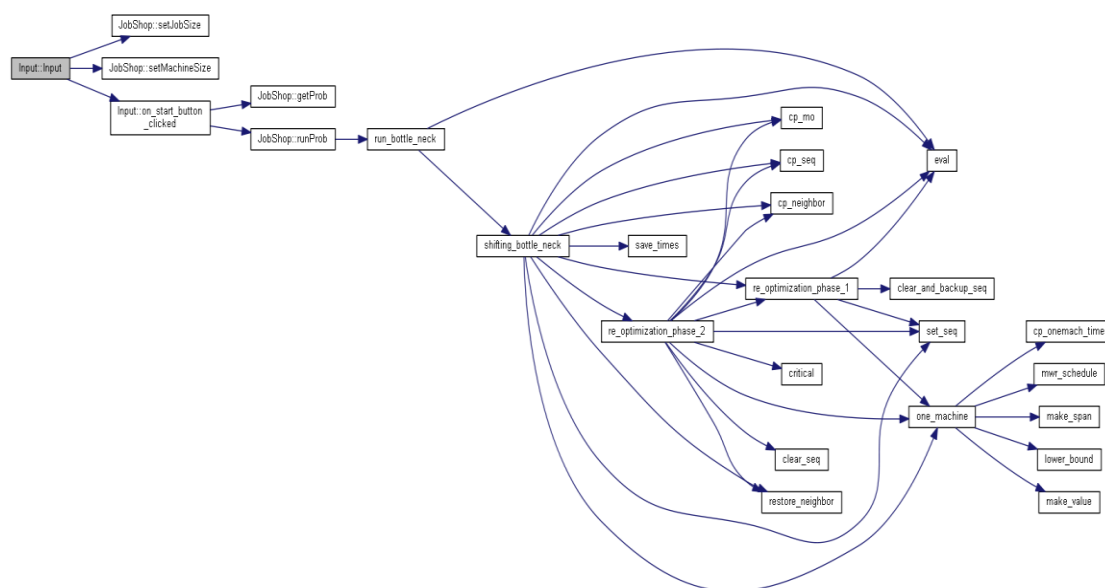 JobShop::setJobSize
Input::Input
JobShop::setMachineSize
Input::on_start_button
_clicked
JobShop::getProb
JobShop::runProb
run_bottle_neck
cp_mo
cp_seq
eval
cp_neighbor
shifting_bottle_neck
save_times
re_optimization_phase_1
clear_and_backup_seq
re_optimization_phase_2
set_seq
cp_onemach_time
critical
mwr_schedule
one_machine
make_span
clear_seq
lower_bound
restore_neighbor
make_value